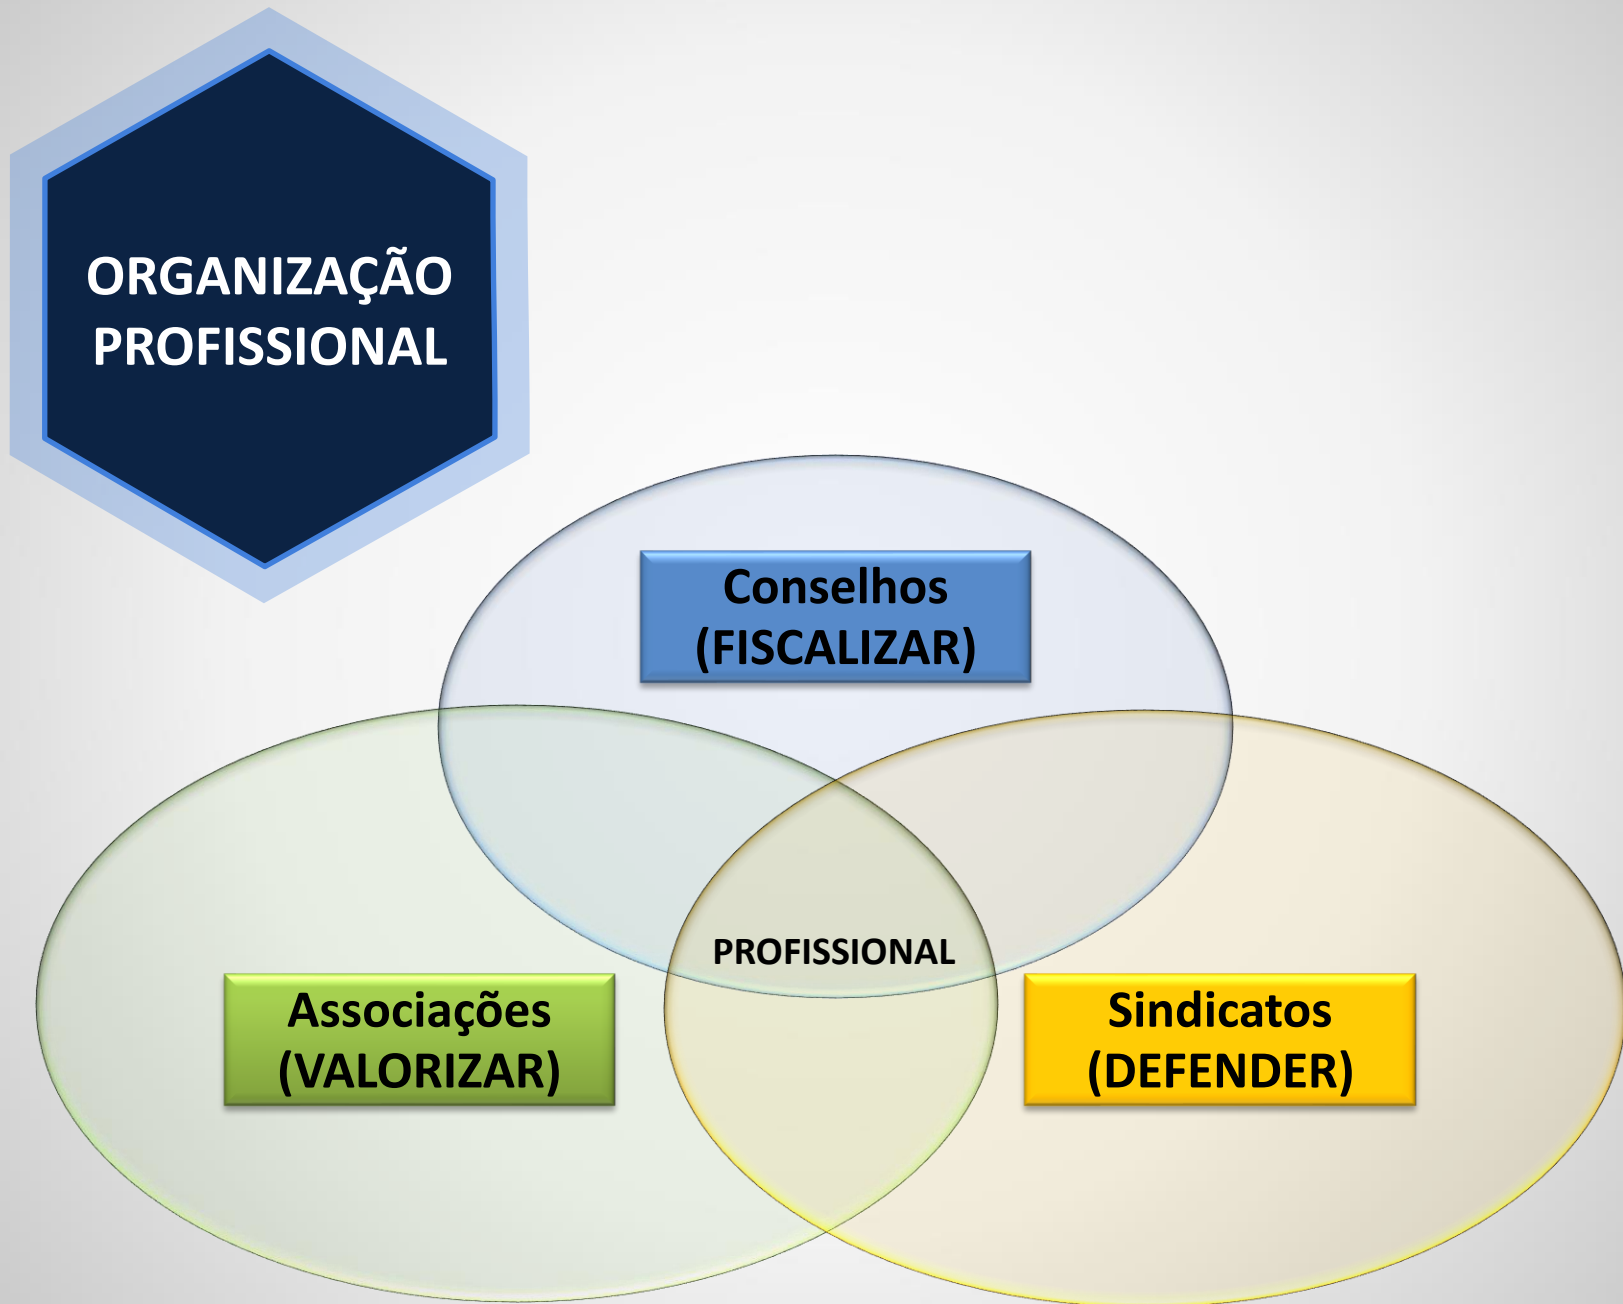 ORGANIZAÇÃO
PROFISSIONAL
Conselhos
(FISCALIZAR)
PROFISSIONAL
Associações
(VALORIZAR)
Sindicatos
(DEFENDER)